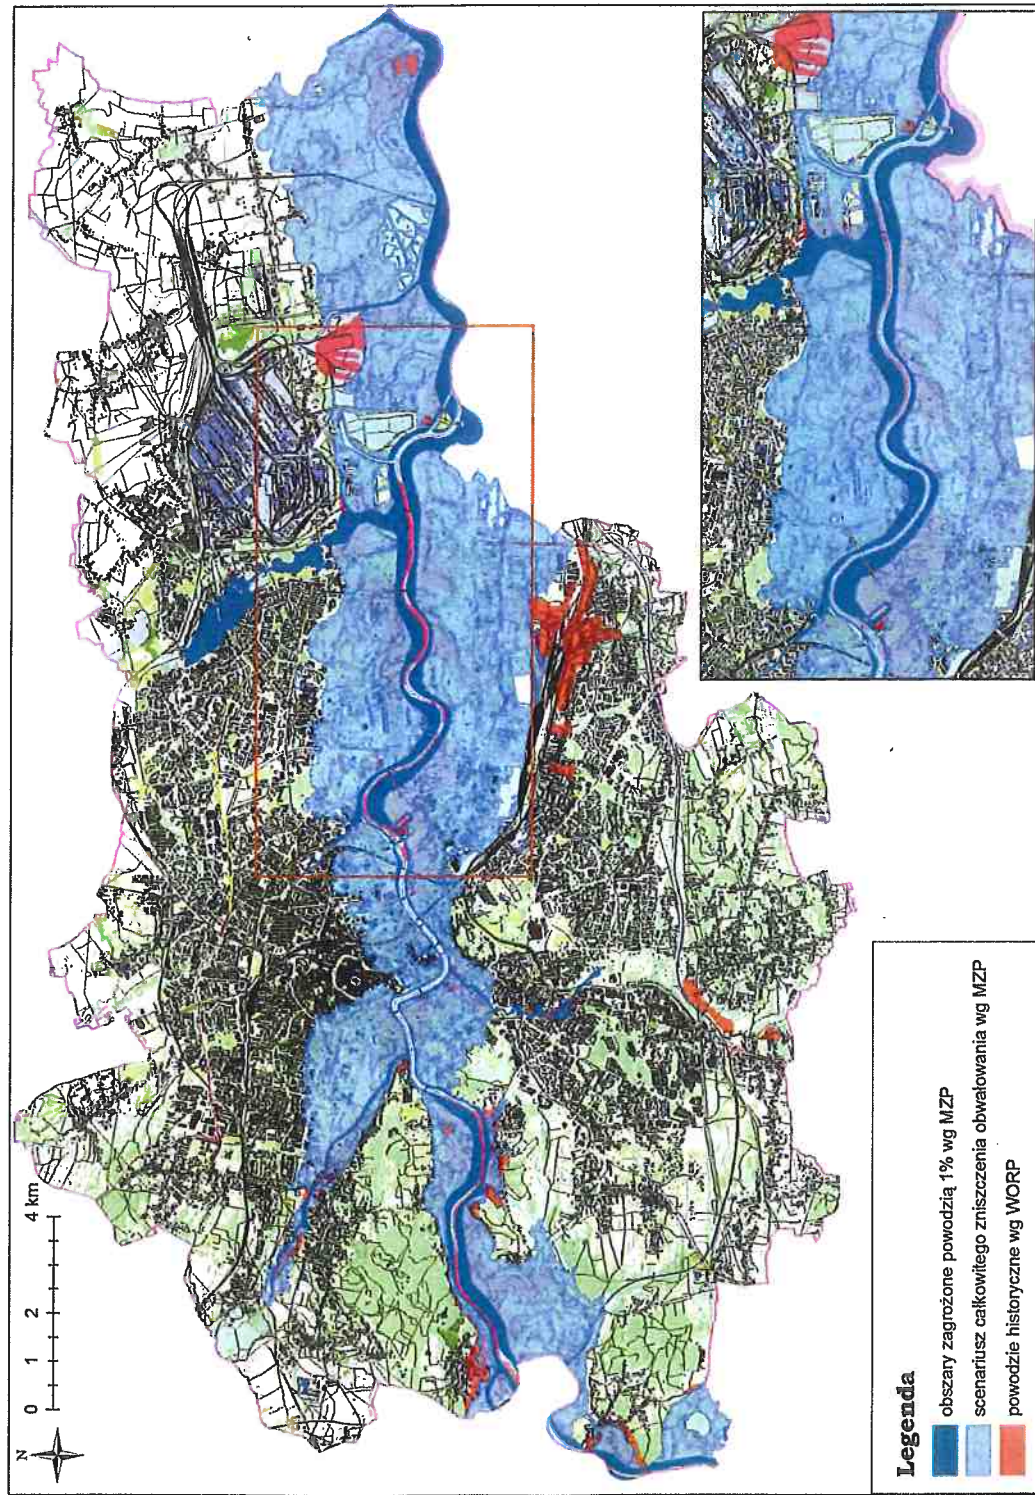 N
0 1 2 4 km
Legenda
obszary zagrożone powodzią 1% wg MZP
scenariusz całkowitego zniszczenia obwałowania wg MZP
powodzie historyczne wg WORP